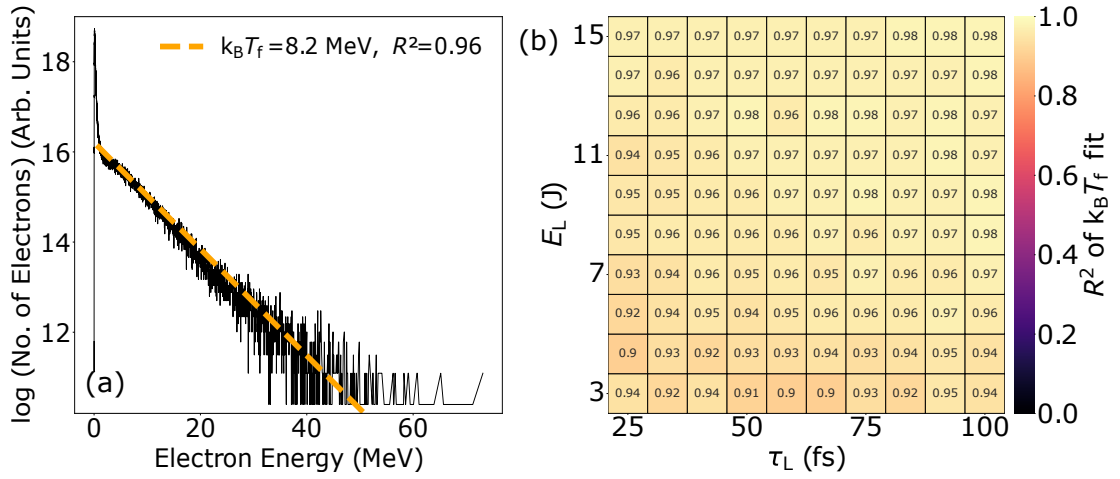 log (No. of Electrons) (Arb. Units)
18
16
14
12
k_BT_f=8.2 MeV, R²=0.96
(a)
0 20 40 60
Electron Energy (MeV)
(b)
E_L (J)
15
11
7
3
0.97 0.97 0.97 0.97 0.97 0.97 0.97 0.98 0.98 0.98
0.97 0.96 0.97 0.97 0.97 0.97 0.97 0.97 0.97 0.98
0.96 0.96 0.97 0.98 0.96 0.98 0.98 0.97 0.97 0.97
0.94 0.95 0.96 0.97 0.97 0.97 0.97 0.97 0.98 0.97
0.95 0.95 0.96 0.96 0.97 0.97 0.98 0.97 0.97 0.98
0.95 0.96 0.96 0.97 0.96 0.97 0.97 0.97 0.97 0.98
0.93 0.94 0.96 0.95 0.96 0.95 0.97 0.96 0.96 0.97
0.92 0.94 0.95 0.94 0.95 0.96 0.96 0.96 0.97 0.96
0.9 0.93 0.92 0.93 0.93 0.94 0.93 0.94 0.95 0.94
0.94 0.92 0.94 0.91 0.9 0.9 0.93 0.92 0.95 0.94
25 50 75 100
τ_L (fs)
1.0
0.8
0.6
0.4
0.2
0.0
R² of k_BT_f fit